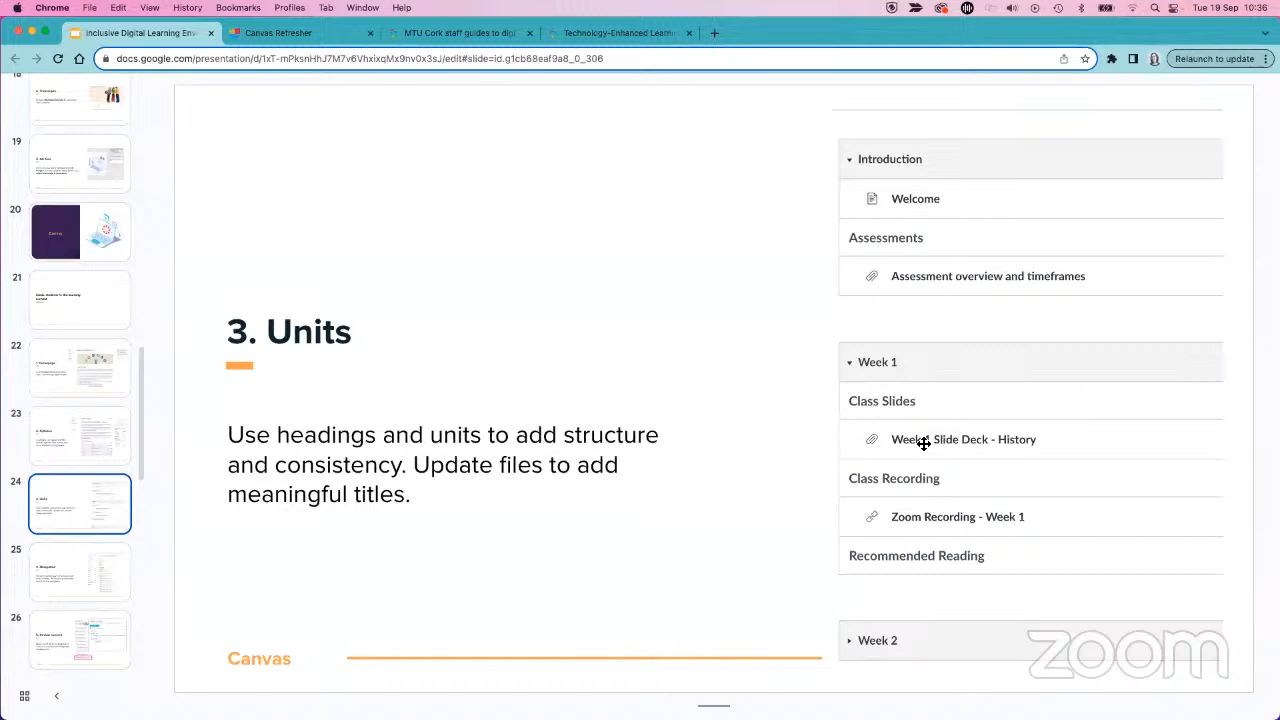 Chrome File Edit View History Bookmarks Profiles Tab Window Help
Tue 19 Sep 10:36
Inclusive Digital Learning Env
Canvas Refresher
MTU Cork staff guides to digi
Technology-Enhanced Learnin
docs.google.com/presentation/d/1xT-mPksnHhJ7M7v6VhxixqMx9nv0x3sJ/edit#slide=id.g1cb68eaf9a8_0_306
Relaunch to update
18
19
20
21
22
23
24
25
26
3. Units
Use headings and units to add structure
and consistency. Update files to add
meaningful titles.
Canvas
Introduction
Welcome
Assessments
Assessment overview and timeframes
Week 1
Class Slides
Slide Deck - History
Class Recording
Zoom Recording - Week 1
Recommended Reading
Week 2
zoom